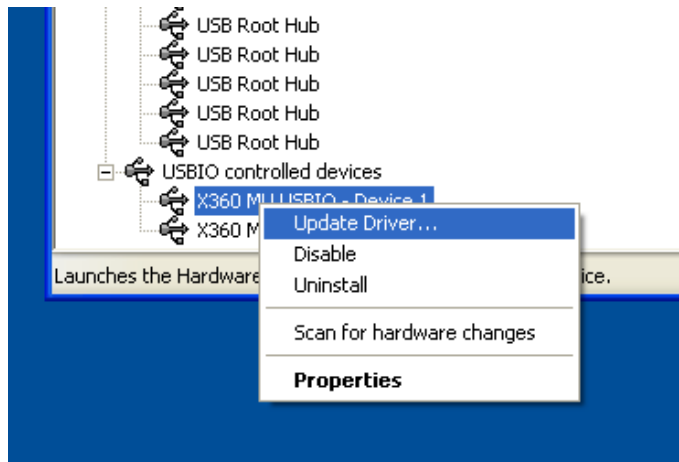 USB Root Hub
USB Root Hub
USB Root Hub
USB Root Hub
USB Root Hub
USBIO controlled devices
X360 MU USBIO - Device 1
X360 M
Update Driver...
Disable
Uninstall
Scan for hardware changes
Properties
Launches the Hardware ice.